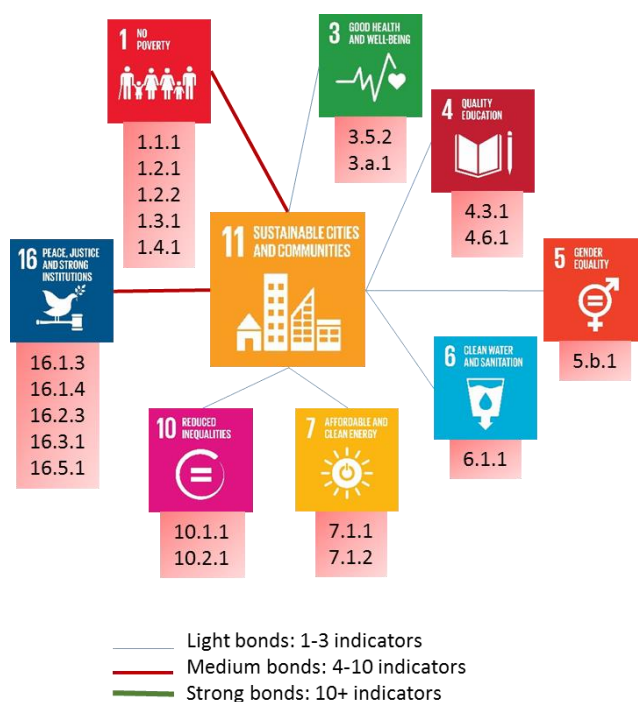 1 NO
POVERTY
1.1.1
1.2.1
1.2.2
1.3.1
1.4.1
3 GOOD HEALTH
AND WELL-BEING
3.5.2
3.a.1
4 QUALITY
EDUCATION
4.3.1
4.6.1
11 SUSTAINABLE CITIES
AND COMMUNITIES
16 PEACE, JUSTICE
AND STRONG
INSTITUTIONS
16.1.3
16.1.4
16.2.3
16.3.1
16.5.1
5 GENDER
EQUALITY
5.b.1
6 CLEAN WATER
AND SANITATION
6.1.1
10 REDUCED
INEQUALITIES
10.1.1
10.2.1
7 AFFORDABLE AND
CLEAN ENERGY
7.1.1
7.1.2
Light bonds: 1-3 indicators
Medium bonds: 4-10 indicators
Strong bonds: 10+ indicators